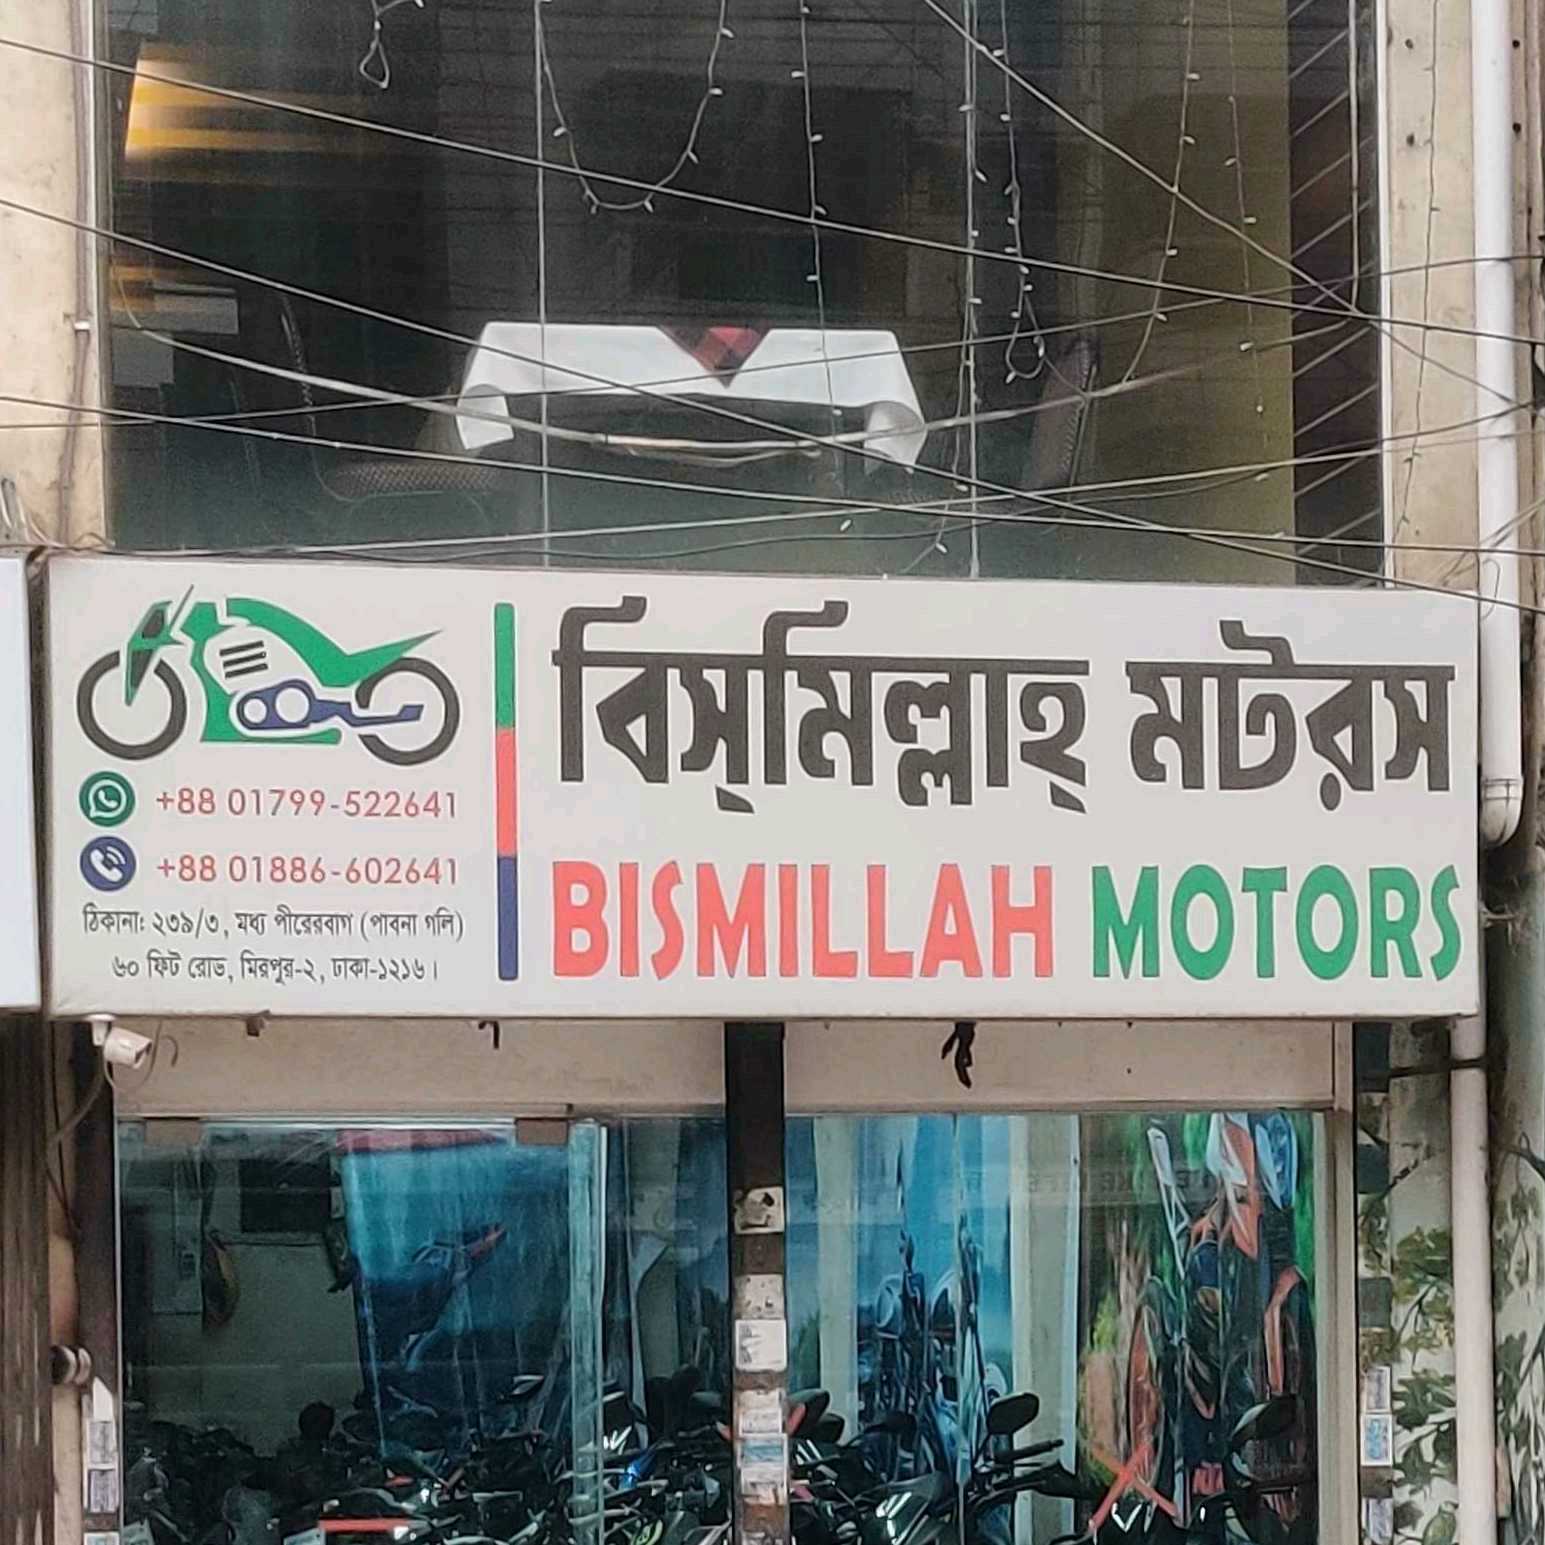 +88 01799-522641
+88 01886-602641
ঠিকানা: ২৩৯/৩, মধ্য পীরেরবাগ (পাবনা গলি)
৬০ ফিট রোড, মিরপুর-২, ঢাকা-১২১৬।
বিস্‌মিল্লাহ্ মটরস
BISMILLAH MOTORS